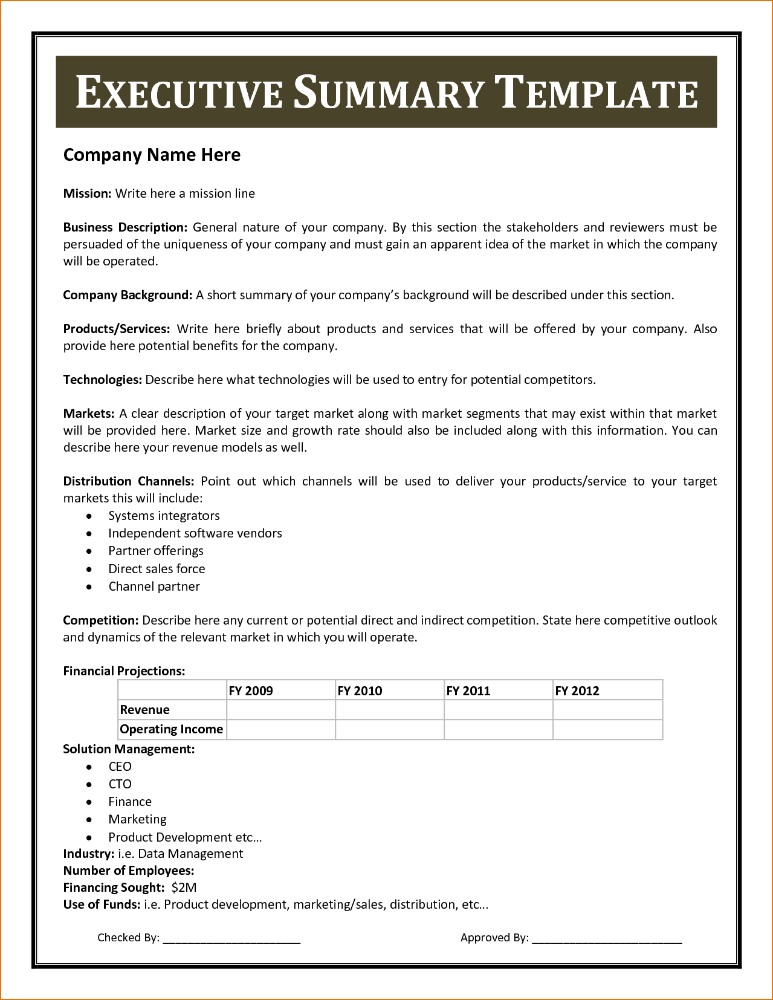 EXECUTIVE SUMMARY TEMPLATE
Company Name Here
Mission: Write here a mission line
Business Description: General nature of your company. By this section the stakeholders and reviewers must be
persuaded of the uniqueness of your company and must gain an apparent idea of the market in which the company
will be operated.
Company Background: A short summary of your company’s background will be described under this section.
Products/Services: Write here briefly about products and services that will be offered by your company. Also
provide here potential benefits for the company.
Technologies: Describe here what technologies will be used to entry for potential competitors.
Markets: A clear description of your target market along with market segments that may exist within that market
will be provided here. Market size and growth rate should also be included along with this information. You can
describe here your revenue models as well.
Distribution Channels: Point out which channels will be used to deliver your products/service to your target
markets this will include:
• Systems integrators
• Independent software vendors
• Partner offerings
• Direct sales force
• Channel partner
Competition: Describe here any current or potential direct and indirect competition. State here competitive outlook
and dynamics of the relevant market in which you will operate.
Financial Projections:
FY 2009 FY 2010 FY 2011 FY 2012
Revenue
Operating Income
Solution Management:
• CEO
• CTO
• Finance
• Marketing
• Product Development etc…
Industry: i.e. Data Management
Number of Employees:
Financing Sought: $2M
Use of Funds: i.e. Product development, marketing/sales, distribution, etc…
Checked By: ______________________ Approved By: ________________________